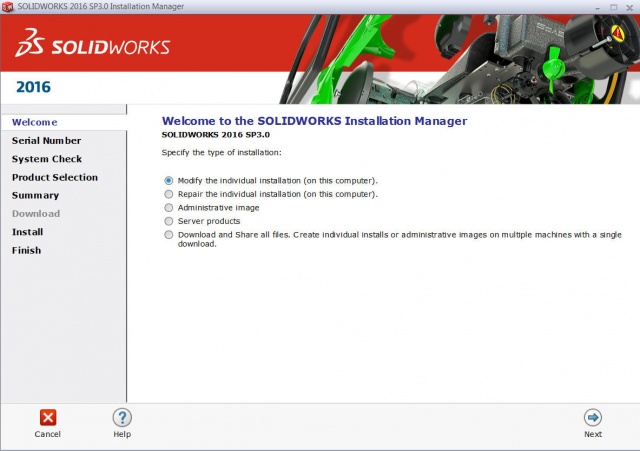 SOLIDWORKS 2016 SP3.0 Installation Manager
SOLIDWORKS
2016
Welcome
Serial Number
System Check
Product Selection
Summary
Download
Install
Finish
Welcome to the SOLIDWORKS Installation Manager
SOLIDWORKS 2016 SP3.0
Specify the type of installation:
Modify the individual installation (on this computer).
Repair the individual installation (on this computer).
Administrative image
Server products
Download and Share all files. Create individual installs or administrative images on multiple machines with a single
download.
Cancel
Help
Next